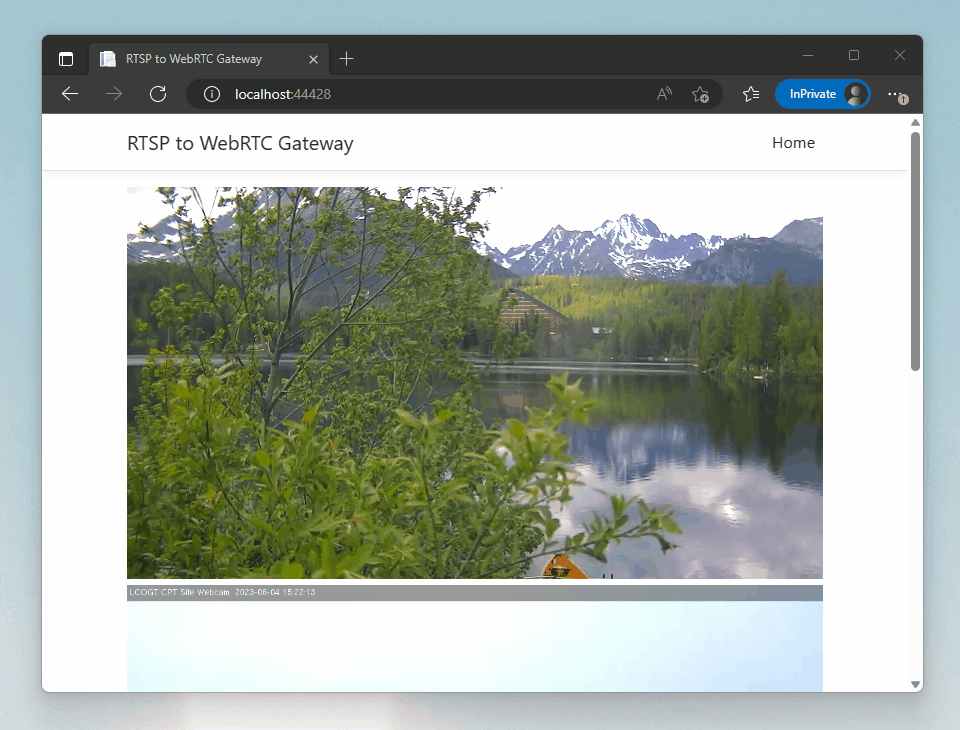 RTSP to WebRTC Gateway
localhost:44428
InPrivate
RTSP to WebRTC Gateway
Home
LCOGT CPT Site Webcam 2023-06-04 15:22:13